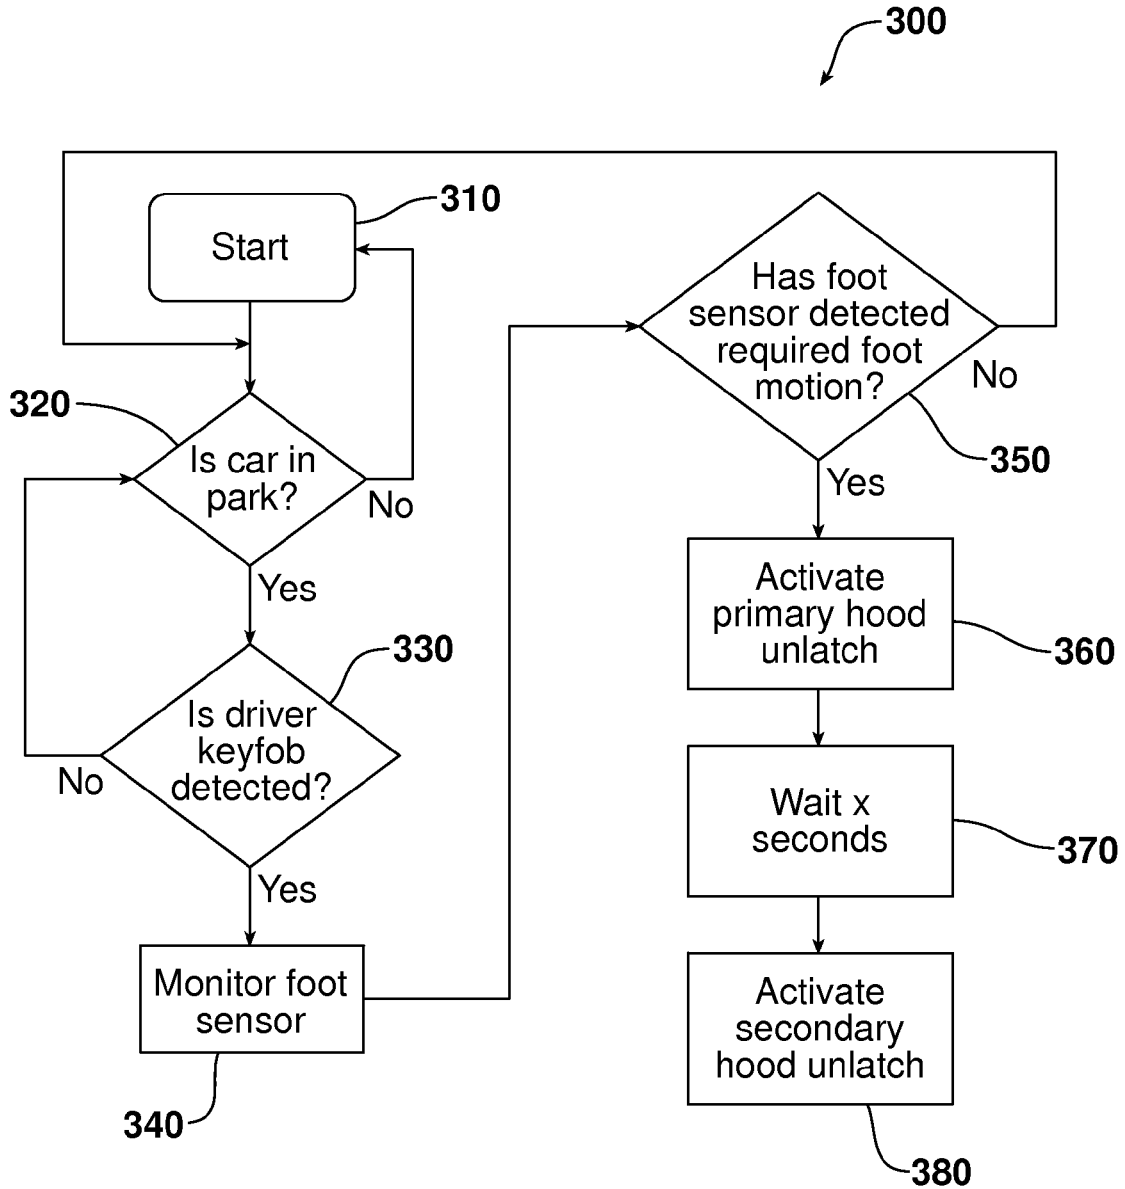 300
310
Start
320
Is car in
park?
No
Yes
330
Is driver
keyfob
detected?
No
Yes
Monitor foot
sensor
340
Has foot
sensor detected
required foot
motion?
No
350
Yes
Activate
primary hood
unlatch
360
Wait x
seconds
370
Activate
secondary
hood unlatch
380